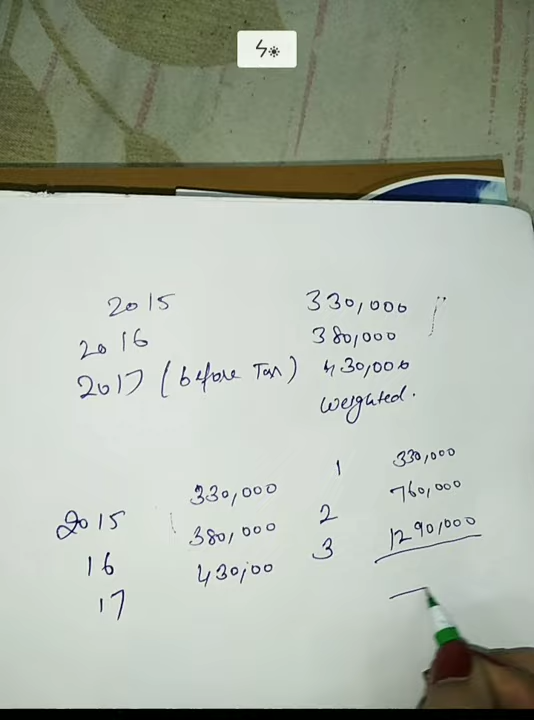 2015 330,000
2016 380,000
2017 (before Tax) 430,000
weighted.
2015 330,000 1 330,000
16 380,000 2 760,000
17 430,00 3 1290,000